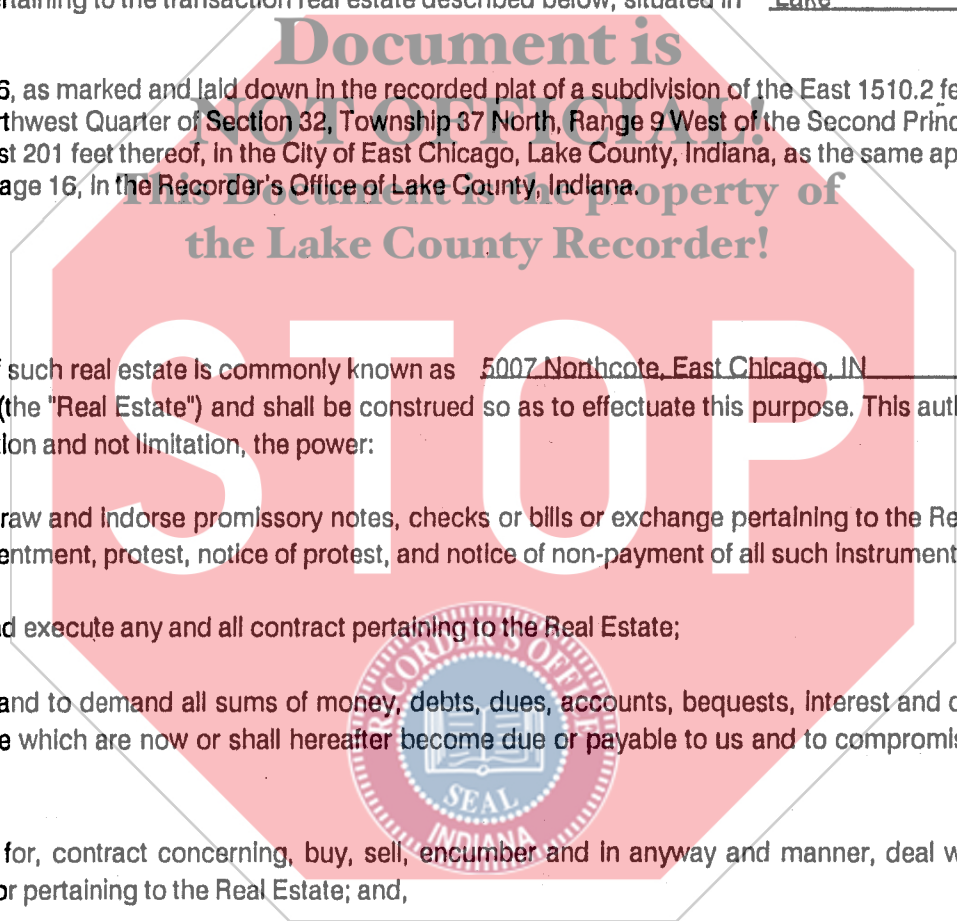 rtaining to the transaction real estate described below, situated in Lake
Document is
6, as marked and laid down in the recorded plat of a subdivision of the East 1510.2 fe
NOT OFFICIAL!
rthwest Quarter of Section 32, Township 37 North, Range 9 West of the Second Princ
st 201 feet thereof, in the City of East Chicago, Lake County, Indiana, as the same ap
age 16, in the Recorder's Office of Lake County, Indiana.
This Document is the property of
the Lake County Recorder!
such real estate is commonly known as 5007 Northcote, East Chicago, IN
(the "Real Estate") and shall be construed so as to effectuate this purpose. This auth
tion and not limitation, the power:
STOP
raw and indorse promissory notes, checks or bills or exchange pertaining to the Re
entment, protest, notice of protest, and notice of non-payment of all such instrument
d execute any and all contract pertaining to the Real Estate;
RECORDER'S OFFICE
and to demand all sums of money, debts, dues, accounts, bequests, interest and d
e which are now or shall hereafter become due or payable to us and to compromis
SEAL
INDIANA
for, contract concerning, buy, sell, encumber and in anyway and manner, deal w
or pertaining to the Real Estate; and,